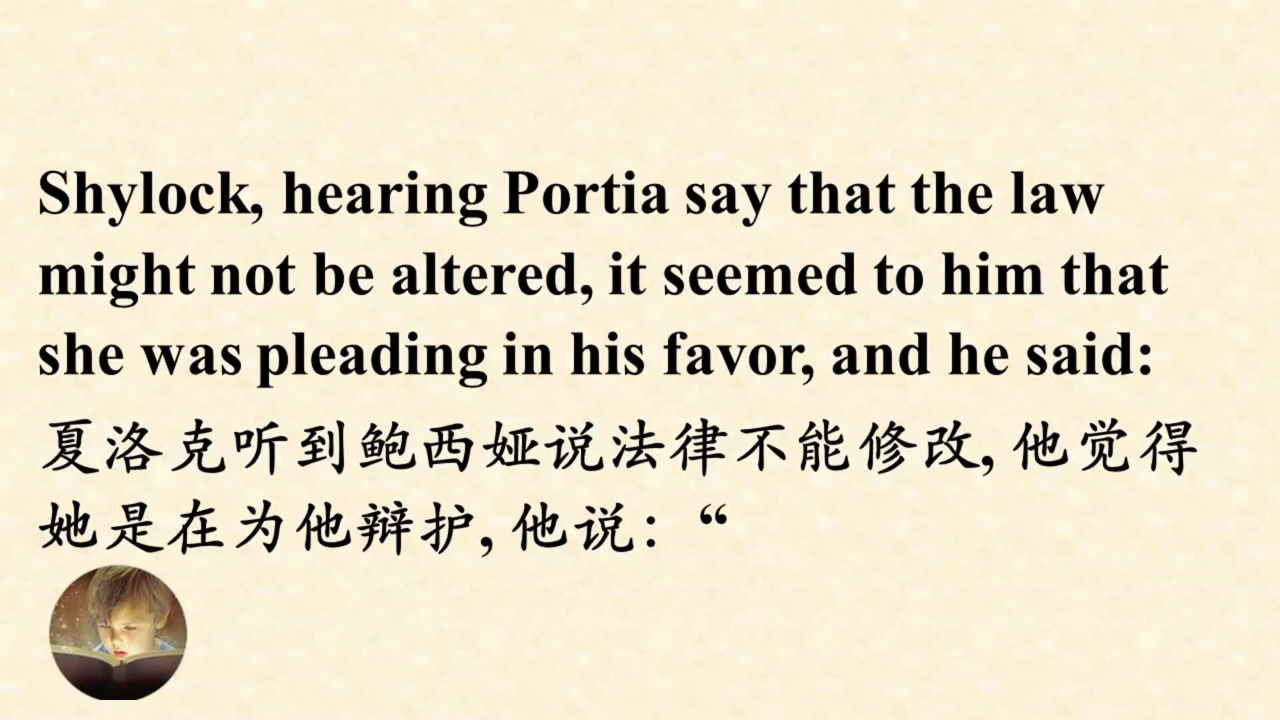 Shylock, hearing Portia say that the law
might not be altered, it seemed to him that
she was pleading in his favor, and he said:
夏洛克听到鲍西娅说法律不能修改, 他觉得
她是在为他辩护, 他说：“